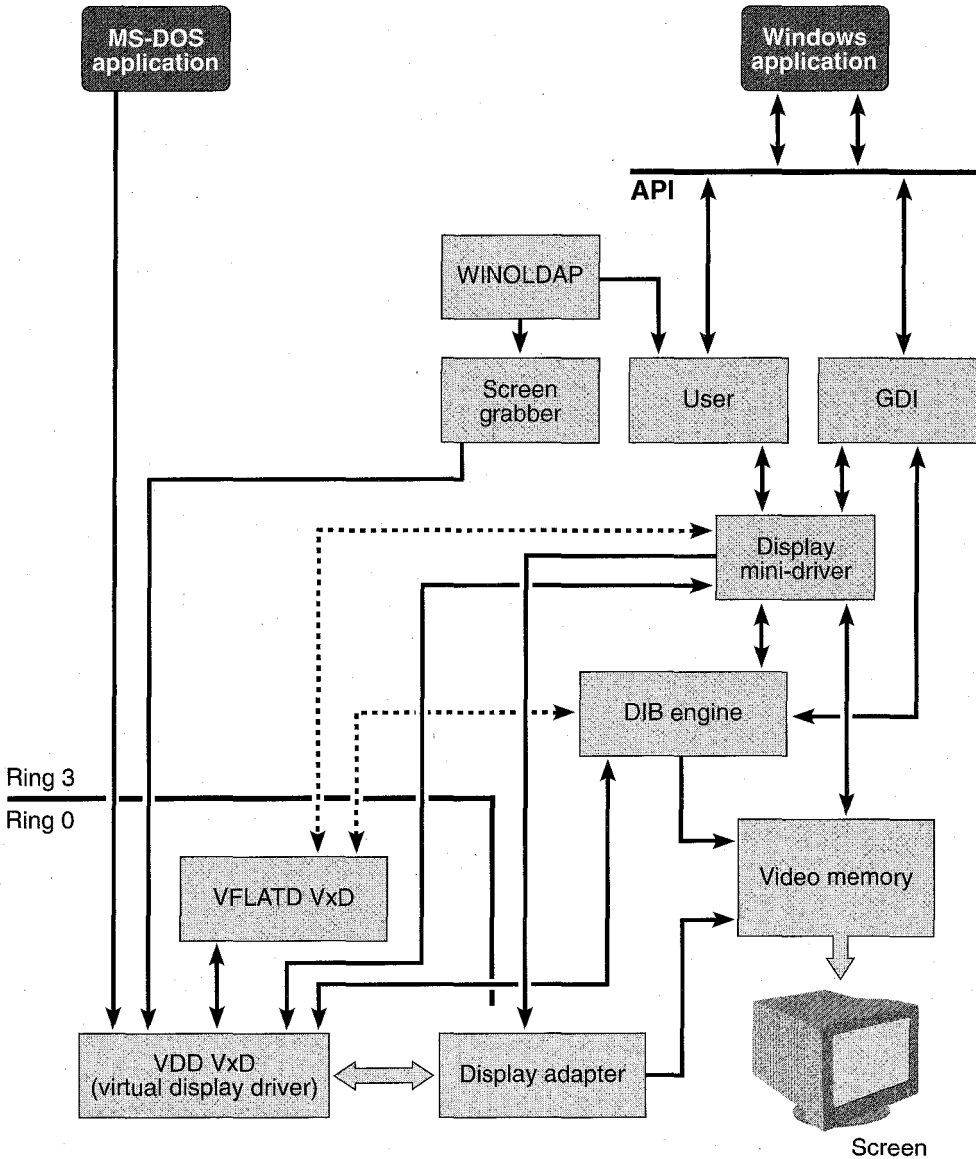 MS-DOS
application
Windows
application
API
WINOLDAP
Screen
grabber
User
GDI
Display
mini-driver
DIB engine
Ring 3
Ring 0
VFLATD VxD
Video memory
VDD VxD
(virtual display driver)
Display adapter
Screen